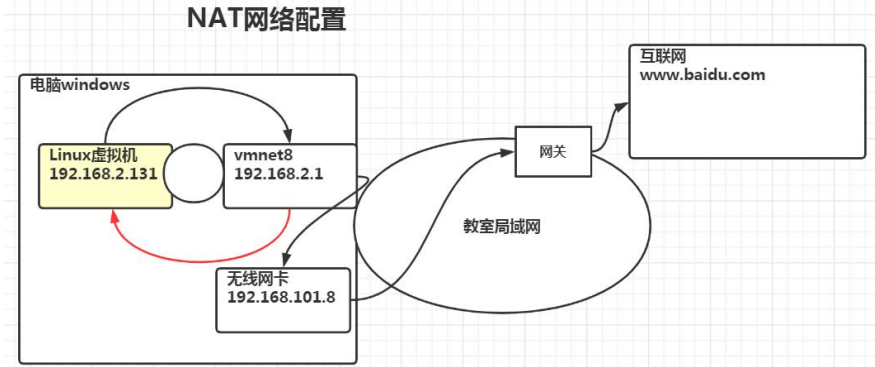 NAT网络配置
电脑windows
Linux虚拟机
192.168.2.131
vmnet8
192.168.2.1
无线网卡
192.168.101.8
网关
教室局域网
互联网
www.baidu.com